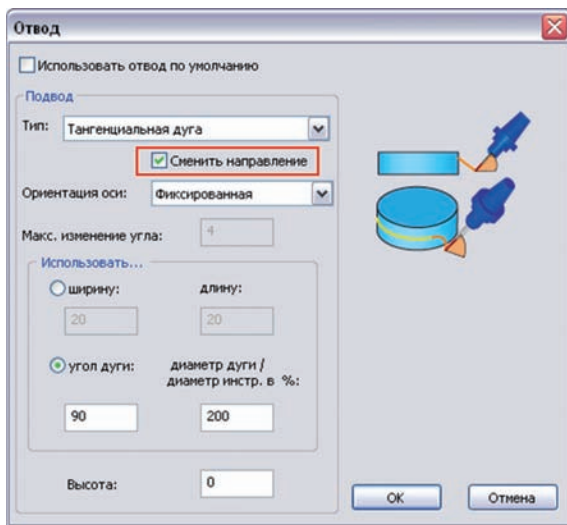 Отвод
Использовать отвод по умолчанию
Подвод
Тип: Тангенциальная дуга
Сменить направление
Ориентация оси: Фиксированная
Макс. изменение угла: 4
Использовать...
ширину: длину:
20 20
угол дуги: диаметр дуги /
диаметр инстр. в %:
90 200
Высота: 0
OK Отмена